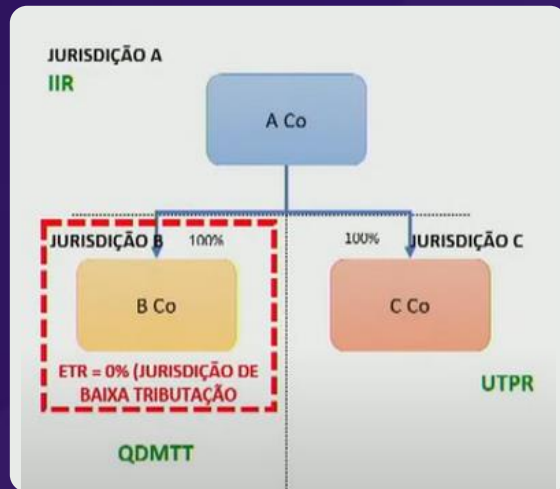 JURISDIÇÃO A
IIR
A Co
JURISDIÇÃO B
100%
100%
JURISDIÇÃO C
B Co
C Co
ETR = 0% (JURISDIÇÃO DE
BAIXA TRIBUTAÇÃO
UTPR
QDMTT